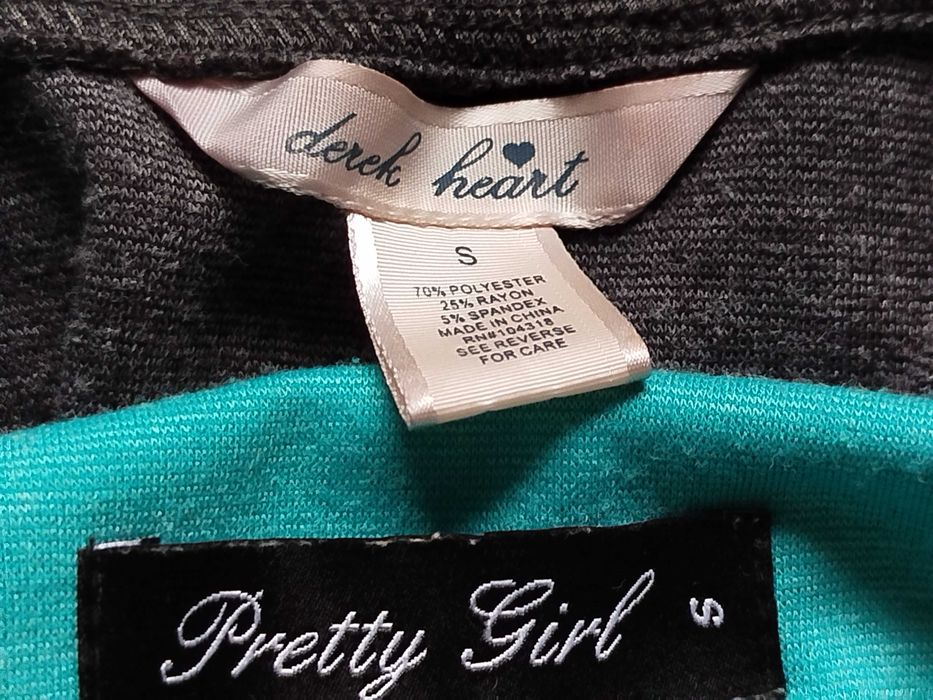 derek heart
S
70% POLYESTER
25% RAYON
5% SPANDEX
MADE IN CHINA
RN#104318
SEE REVERSE
FOR CARE
Pretty Girl S